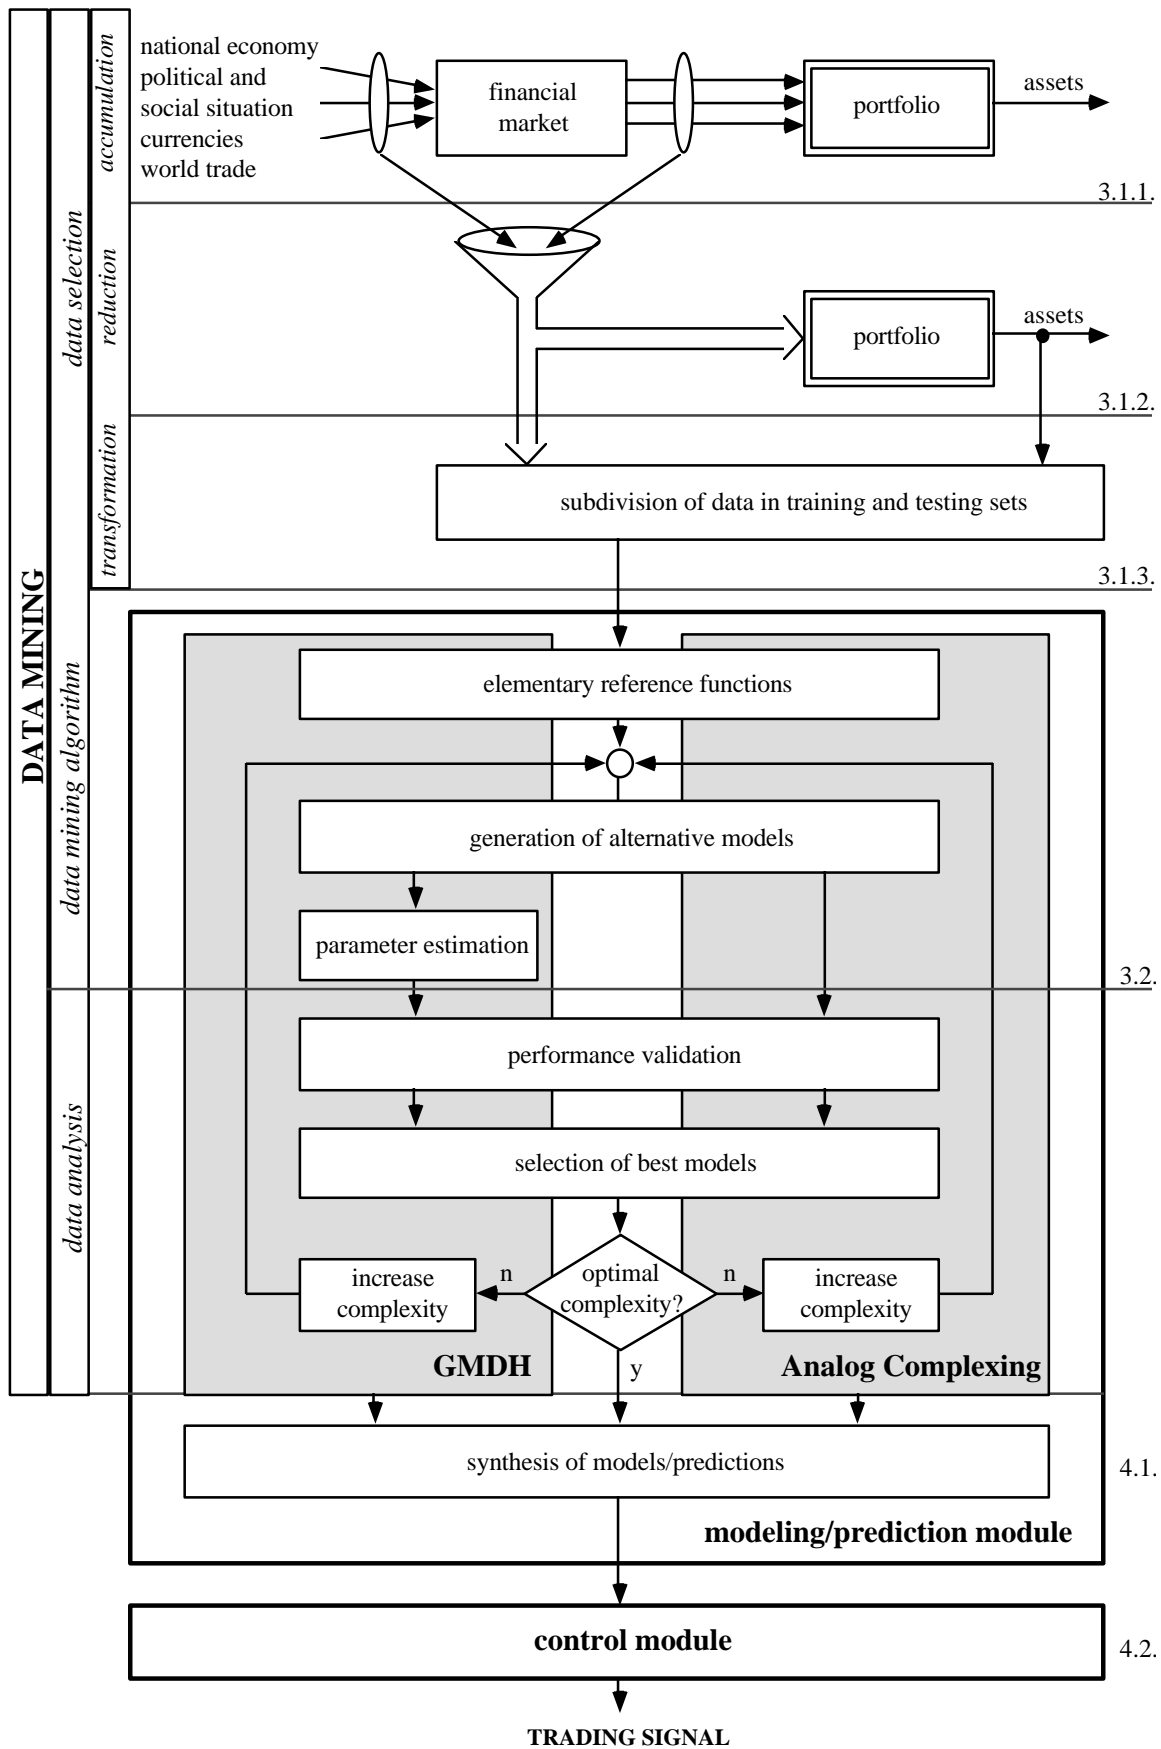 DATA MINING
data selection
data mining algorithm
data analysis
accumulation
reduction
transformation
national economy
political and
social situation
currencies
world trade
financial
market
portfolio
assets
3.1.1.
portfolio
assets
3.1.2.
subdivision of data in training and testing sets
3.1.3.
elementary reference functions
generation of alternative models
parameter estimation
3.2.
performance validation
selection of best models
optimal
complexity?
n
n
increase
complexity
increase
complexity
y
GMDH
Analog Complexing
synthesis of models/predictions
4.1.
modeling/prediction module
control module
4.2.
TRADING SIGNAL